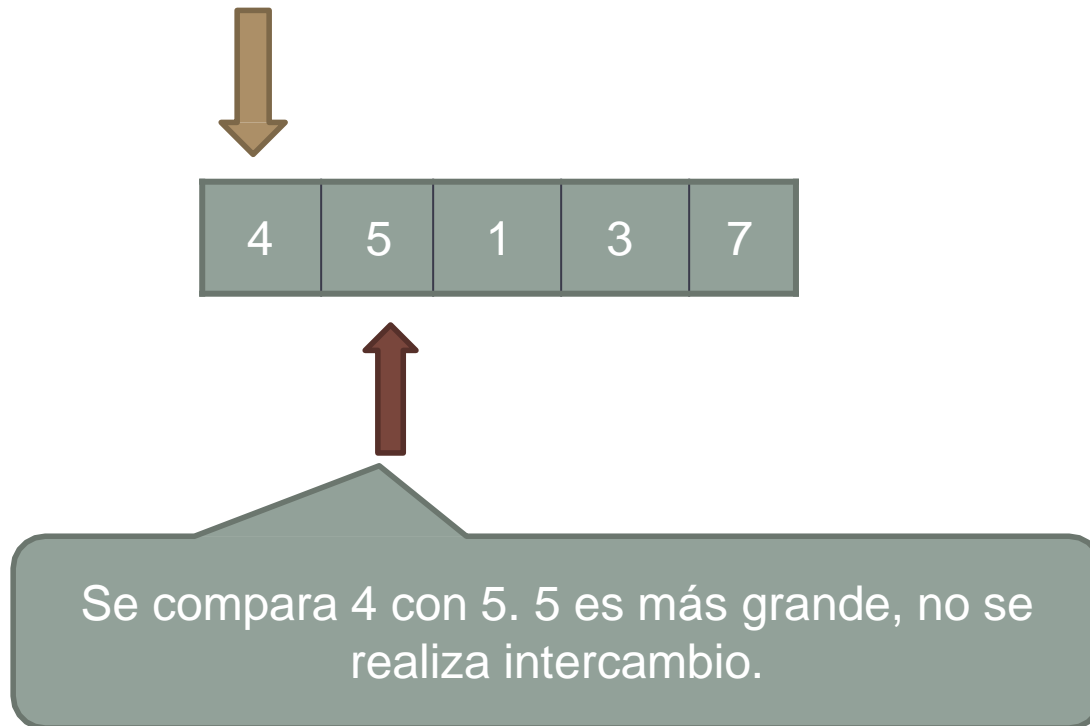 4 5 1 3 7
Se compara 4 con 5. 5 es más grande, no se
realiza intercambio.